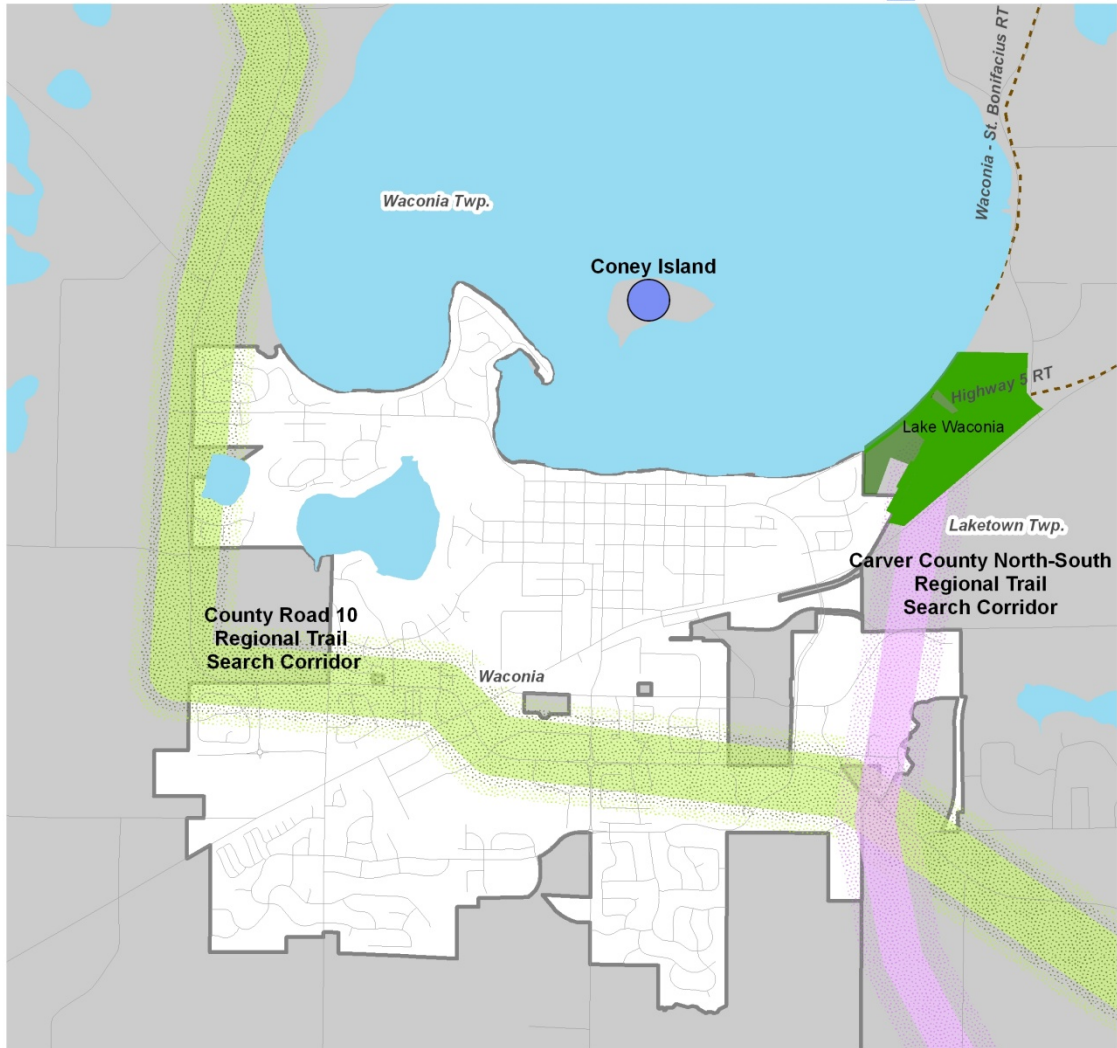 Waconia - St. Bonifacius RT
Waconia Twp.
Coney Island
Highway 5 RT
Lake Waconia
Laketown Twp.
Carver County North-South
Regional Trail
Search Corridor
County Road 10
Regional Trail
Search Corridor
Waconia